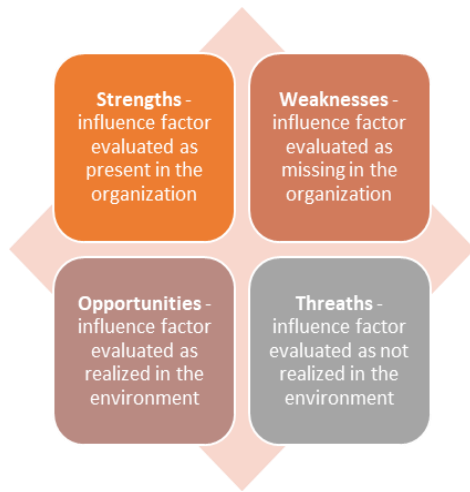 Strengths -
influence factor
evaluated as
present in the
organization
Weaknesses -
influence factor
evaluated as
missing in the
organization
Opportunities -
influence factor
evaluated as
realized in the
environment
Threaths -
influence factor
evaluated as not
realized in the
environment